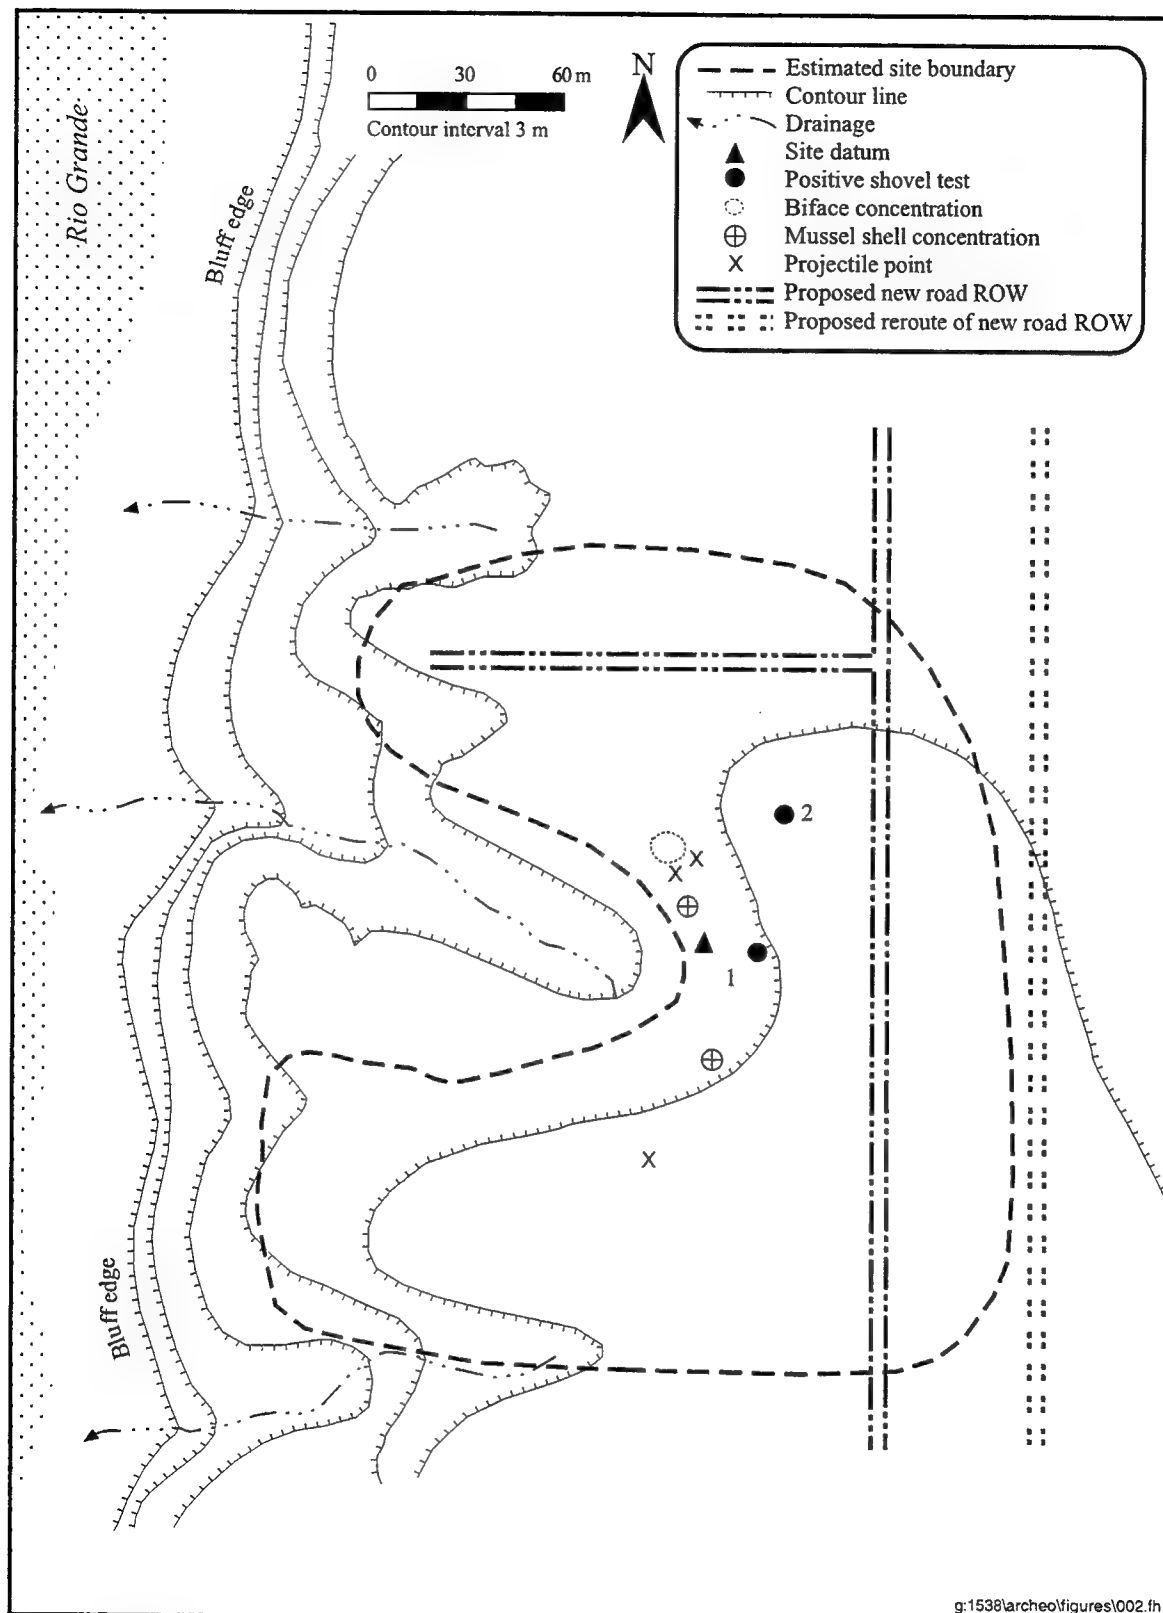 0 30 60 m
Contour interval 3 m
N
Estimated site boundary
Contour line
Drainage
Site datum
Positive shovel test
Biface concentration
Mussel shell concentration
Projectile point
Proposed new road ROW
Proposed reroute of new road ROW
Rio Grande
Bluff edge
2
1
Bluff edge
g:1538\archeo\figures\002.fh